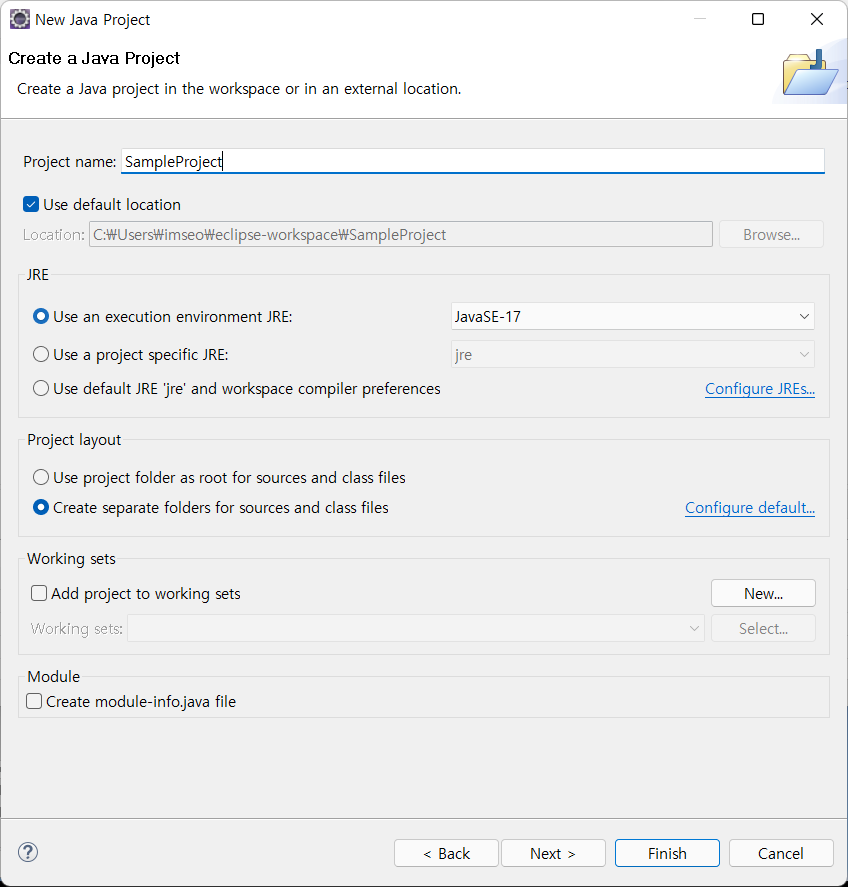 New Java Project
Create a Java Project
Create a Java project in the workspace or in an external location.
Project name: SampleProject
Use default location
Location: C:₩Users₩imseo₩eclipse-workspace₩SampleProject Browse...
JRE
Use an execution environment JRE: JavaSE-17
Use a project specific JRE: jre
Use default JRE 'jre' and workspace compiler preferences Configure JREs...
Project layout
Use project folder as root for sources and class files
Create separate folders for sources and class files Configure default...
Working sets
Add project to working sets New...
Working sets: Select...
Module
Create module-info.java file
? < Back Next > Finish Cancel